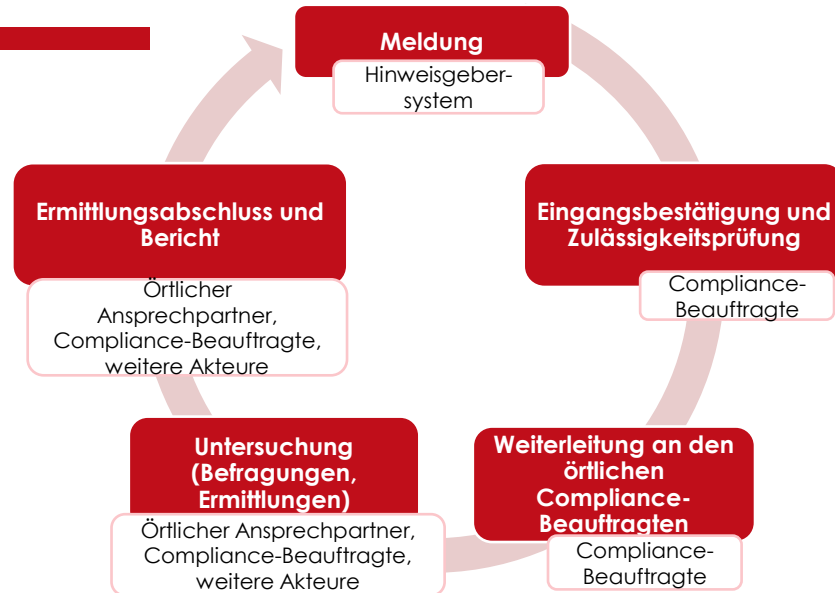 Meldung
Hinweisgeber-
system
Eingangsbestätigung und
Zulässigkeitsprüfung
Compliance-
Beauftragte
Weiterleitung an den
örtlichen
Compliance-
Beauftragten
Compliance-
Beauftragte
Untersuchung
(Befragungen,
Ermittlungen)
Örtlicher Ansprechpartner,
Compliance-Beauftragte,
weitere Akteure
Ermittlungsabschluss und
Bericht
Örtlicher
Ansprechpartner,
Compliance-Beauftragte,
weitere Akteure